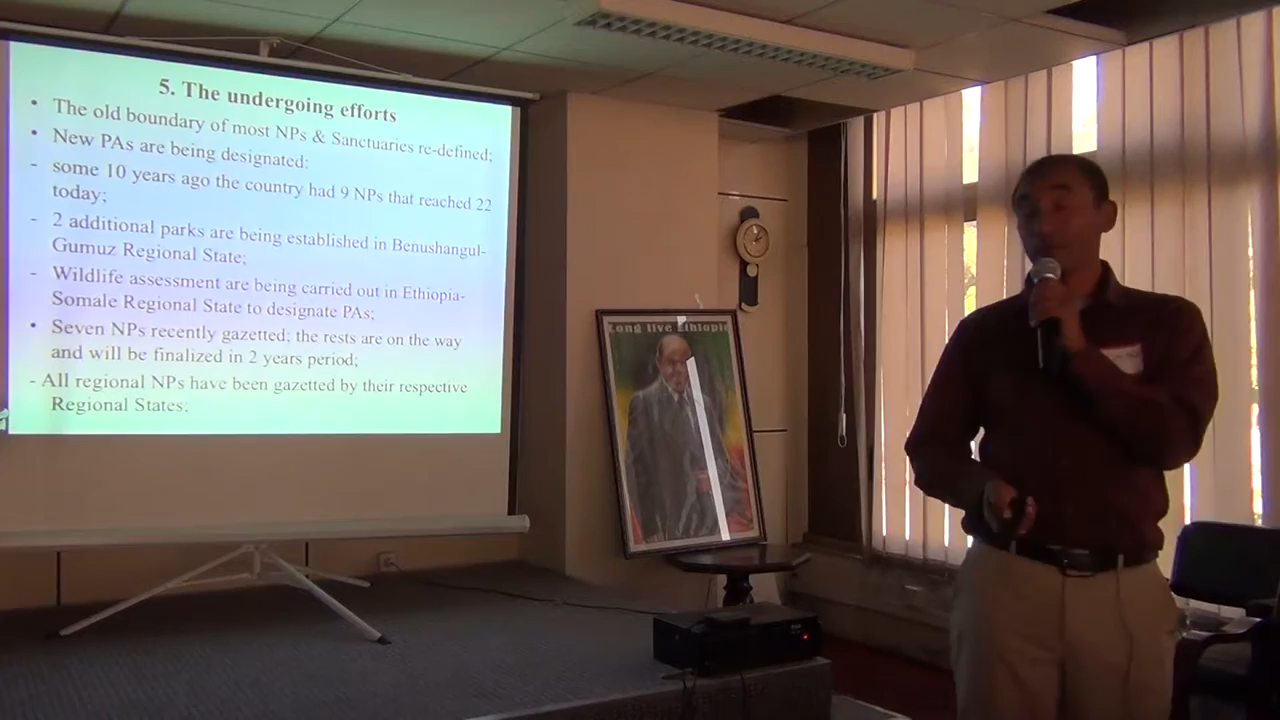 5. The undergoing efforts
• The old boundary of most NPs & Sanctuaries re-defined;
• New PAs are being designated:
- some 10 years ago the country had 9 NPs that reached 22
today;
- 2 additional parks are being established in Benushangul-
Gumuz Regional State;
- Wildlife assessment are being carried out in Ethiopia-
Somale Regional State to designate PAs;
• Seven NPs recently gazetted; the rests are on the way
and will be finalized in 2 years period;
- All regional NPs have been gazetted by their respective
Regional States.
Long live Ethiopia